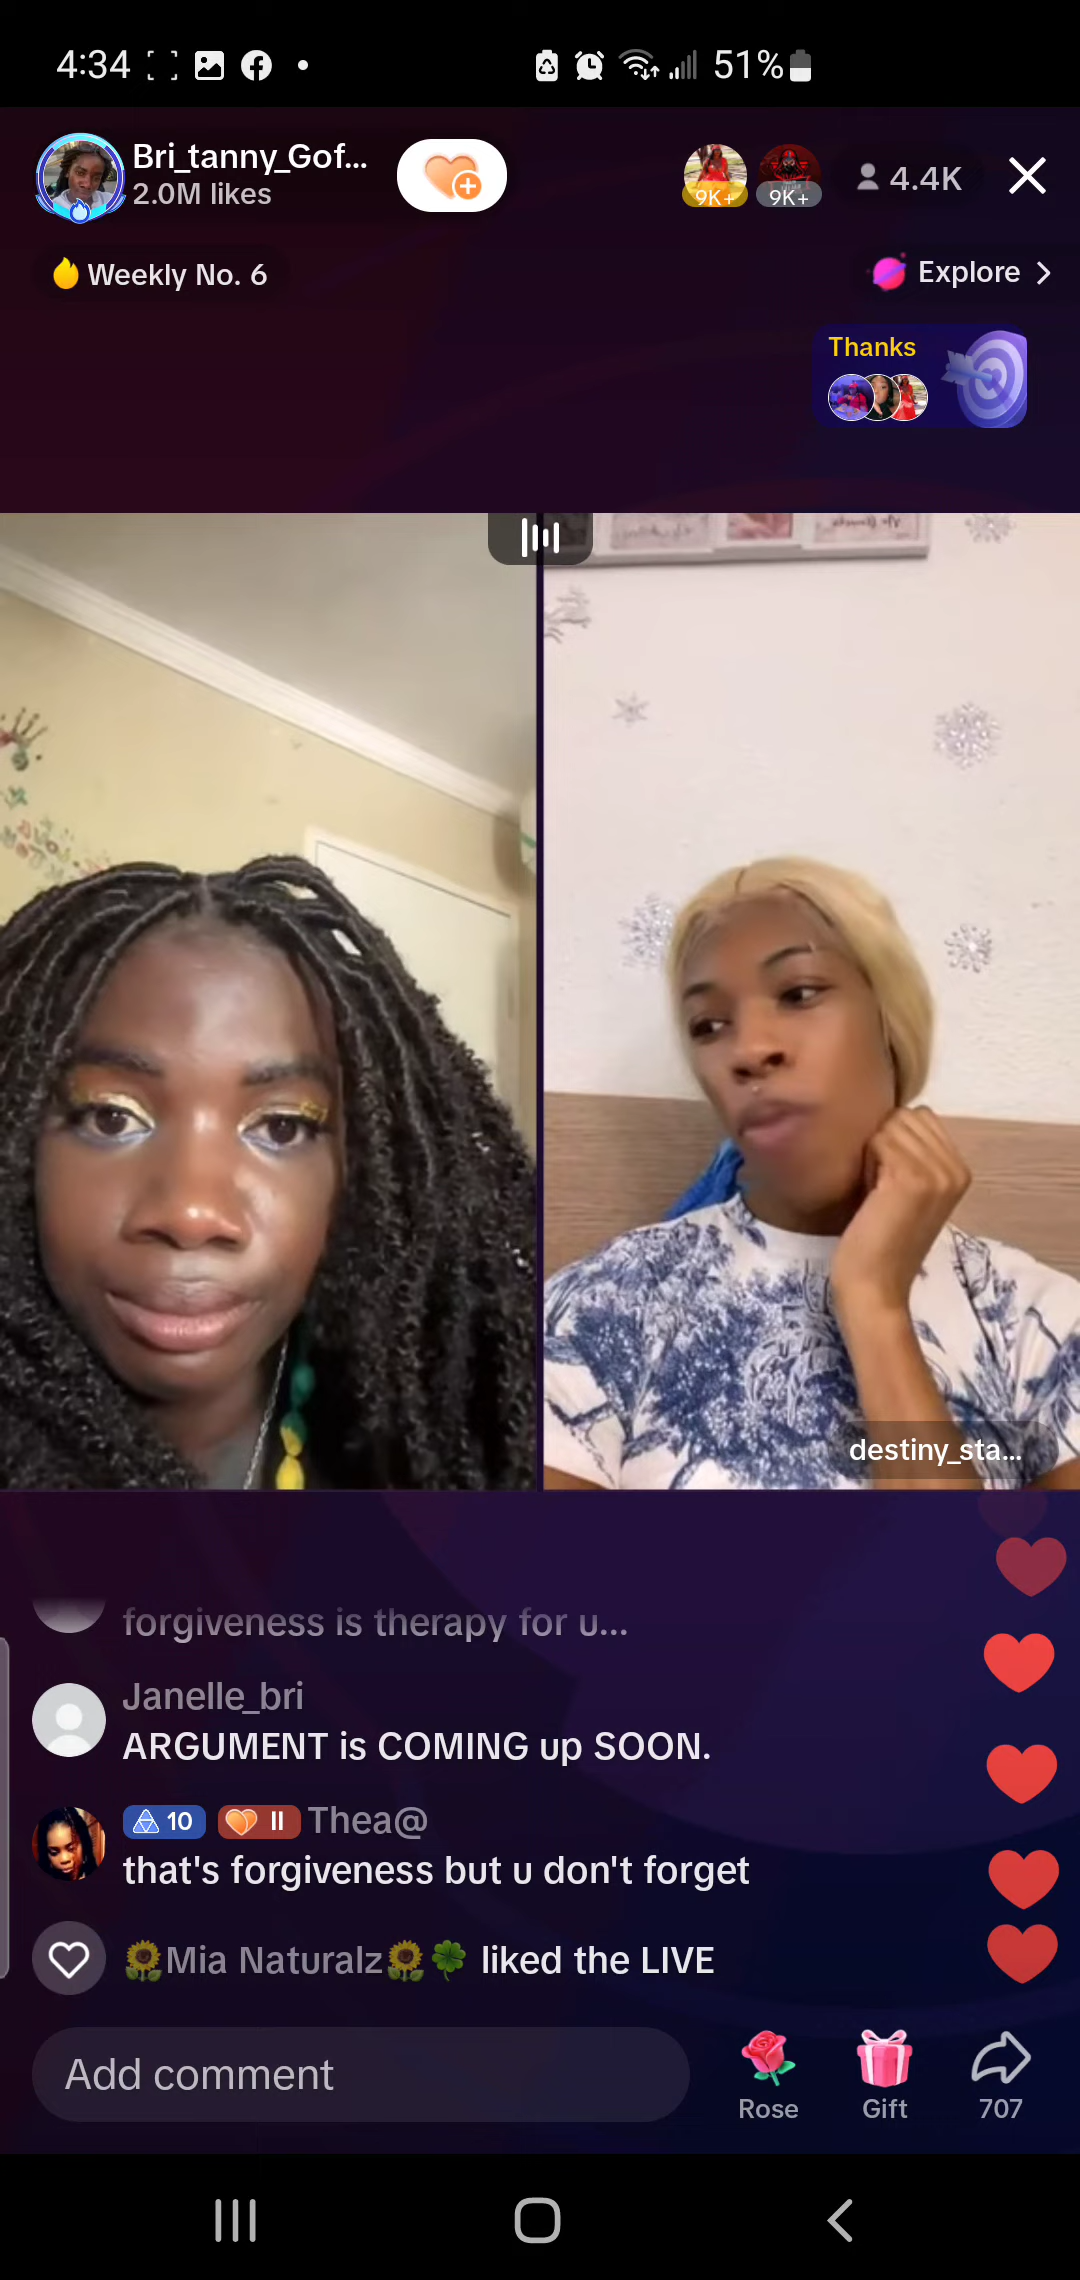 4:34
51%
Bri_tanny_Gof...
2.0M likes
9K+
9K+
4.4K
Weekly No. 6
Explore
Thanks
destiny_sta...
forgiveness is therapy for u...
Janelle_bri
ARGUMENT is COMING up SOON.
10 II Thea@
that's forgiveness but u don't forget
🌻Mia Naturalz🌻🍀 liked the LIVE
Add comment
Rose
Gift
707